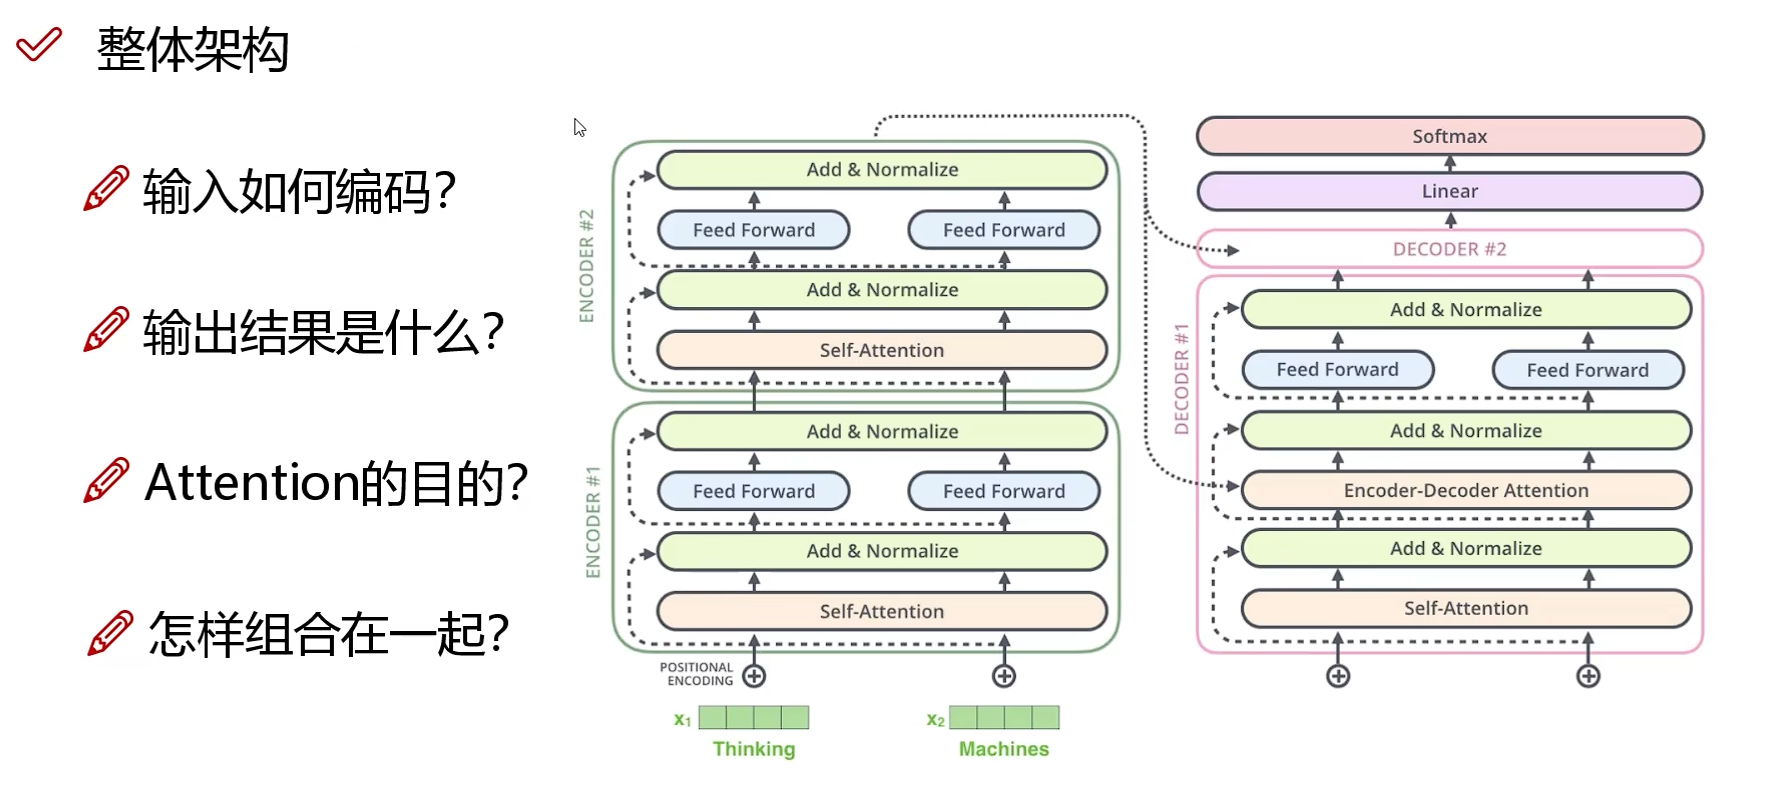 整体架构
输入如何编码？
输出结果是什么？
Attention的目的？
怎样组合在一起？
ENCODER #2
Add & Normalize
Feed Forward Feed Forward
Add & Normalize
Self-Attention
ENCODER #1
Add & Normalize
Feed Forward Feed Forward
Add & Normalize
Self-Attention
POSITIONAL
ENCODING
x1 x2
Thinking Machines
Softmax
Linear
DECODER #2
DECODER #1
Add & Normalize
Feed Forward Feed Forward
Add & Normalize
Encoder-Decoder Attention
Add & Normalize
Self-Attention